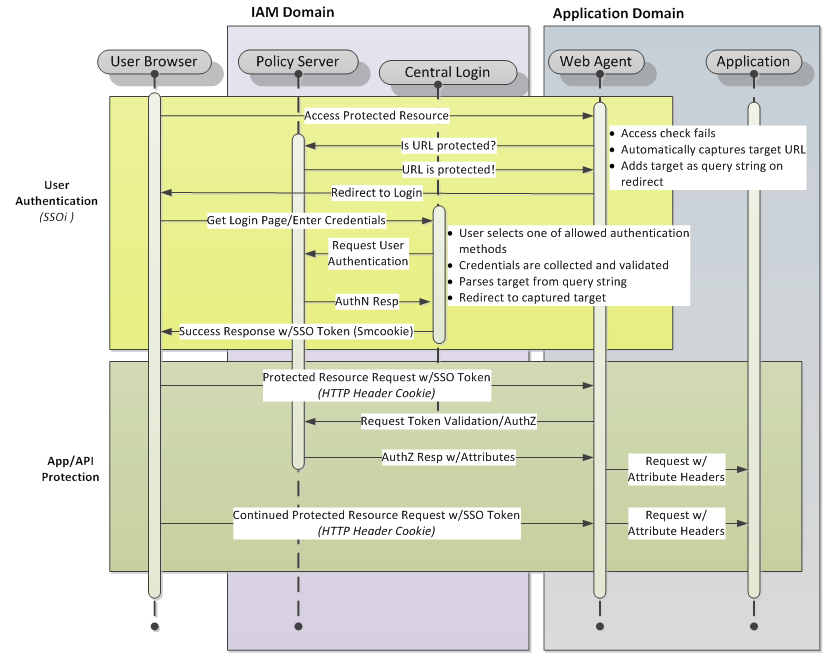 IAM Domain
Application Domain
User Browser
Policy Server
Central Login
Web Agent
Application
User
Authentication
(SSOi )
Access Protected Resource
Is URL protected?
URL is protected!
Redirect to Login
• Access check fails
• Automatically captures target URL
• Adds target as query string on
redirect
Get Login Page/Enter Credentials
Request User
Authentication
AuthN Resp
Success Response w/SSO Token (Smcookie)
• User selects one of allowed authentication
methods
• Credentials are collected and validated
• Parses target from query string
• Redirect to captured target
App/API
Protection
Protected Resource Request w/SSO Token
(HTTP Header Cookie)
Request Token Validation/AuthZ
AuthZ Resp w/Attributes
Request w/
Attribute Headers
Continued Protected Resource Request w/SSO Token
(HTTP Header Cookie)
Request w/
Attribute Headers